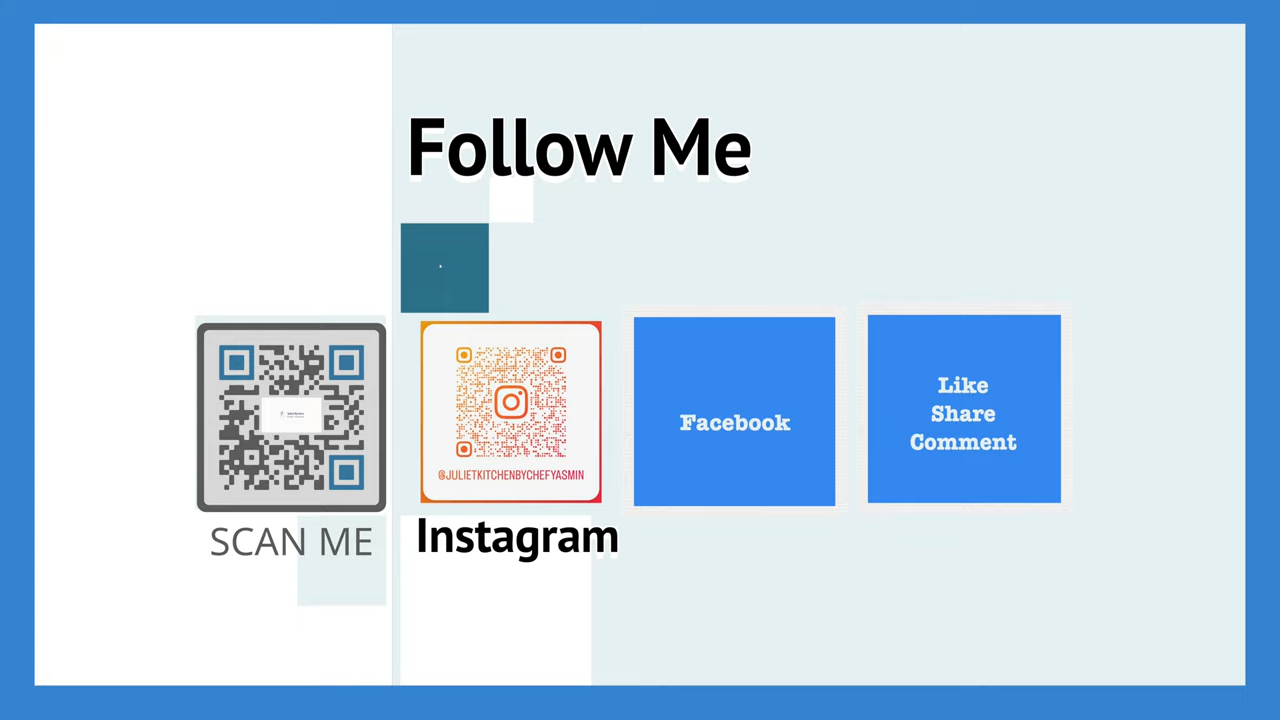 Follow Me
@JULIETKITCHENBYCHEFYASMIN
Facebook
Like
Share
Comment
SCAN ME
Instagram